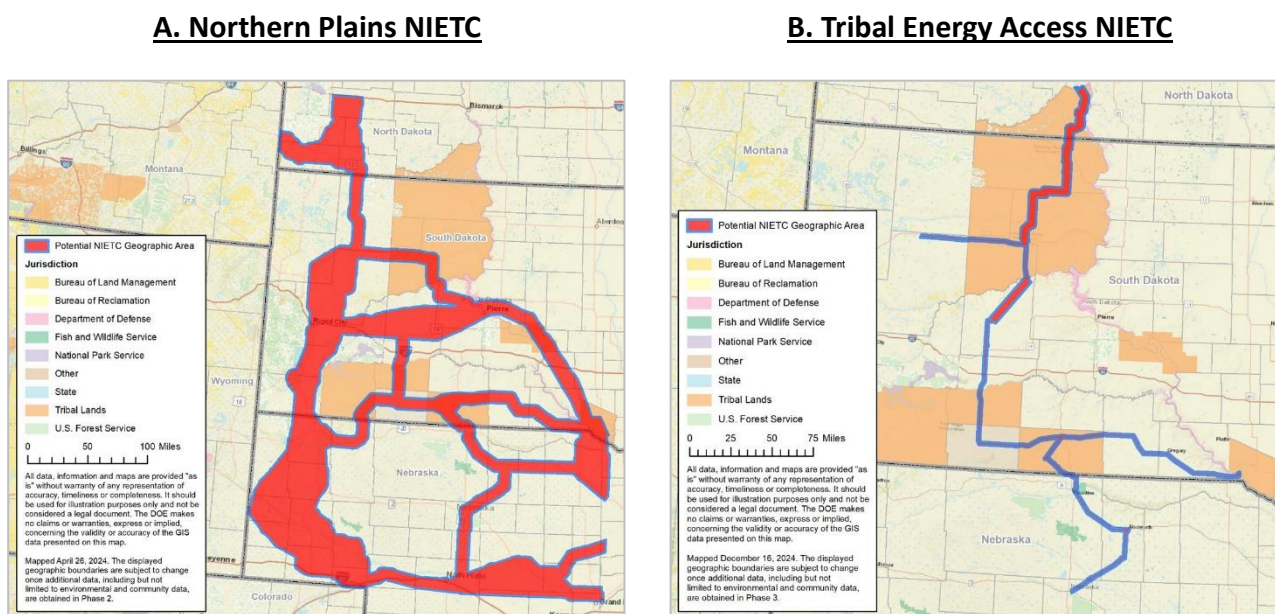 A. Northern Plains NIETC
Bismarck
North Dakota
Billings
Montana
Aberdeen
South Dakota
Pierre
Rapid City
Wyoming
Nebraska
North Platte
Colorado
Potential NIETC Geographic Area
Jurisdiction
Bureau of Land Management
Bureau of Reclamation
Department of Defense
Fish and Wildlife Service
National Park Service
Other
State
Tribal Lands
U.S. Forest Service
0 50 100 Miles
All data, information and maps are provided "as
is" without warranty of any representation of
accuracy, timeliness or completeness. It should
be used for illustration purposes only and not be
considered a legal document. The DOE makes
no claims or warranties, express or implied,
concerning the validity or accuracy of the GIS
data presented on this map.
Mapped April 26, 2024. The displayed
geographic boundaries are subject to change
once additional data, including but not
limited to environmental and community data,
are obtained in Phase 2.
B. Tribal Energy Access NIETC
North Dakota
Montana
South Dakota
Pierre
Platte
Gregory
Nebraska
Potential NIETC Geographic Area
Jurisdiction
Bureau of Land Management
Bureau of Reclamation
Department of Defense
Fish and Wildlife Service
National Park Service
Other
State
Tribal Lands
U.S. Forest Service
0 25 50 75 Miles
All data, information and maps are provided "as
is" without warranty of any representation of
accuracy, timeliness or completeness. It should
be used for illustration purposes only and not be
considered a legal document. The DOE makes
no claims or warranties, express or implied,
concerning the validity or accuracy of the GIS
data presented on this map.
Mapped December 16, 2024. The displayed
geographic boundaries are subject to change
once additional data, including but not
limited to environmental and community data,
are obtained in Phase 3.